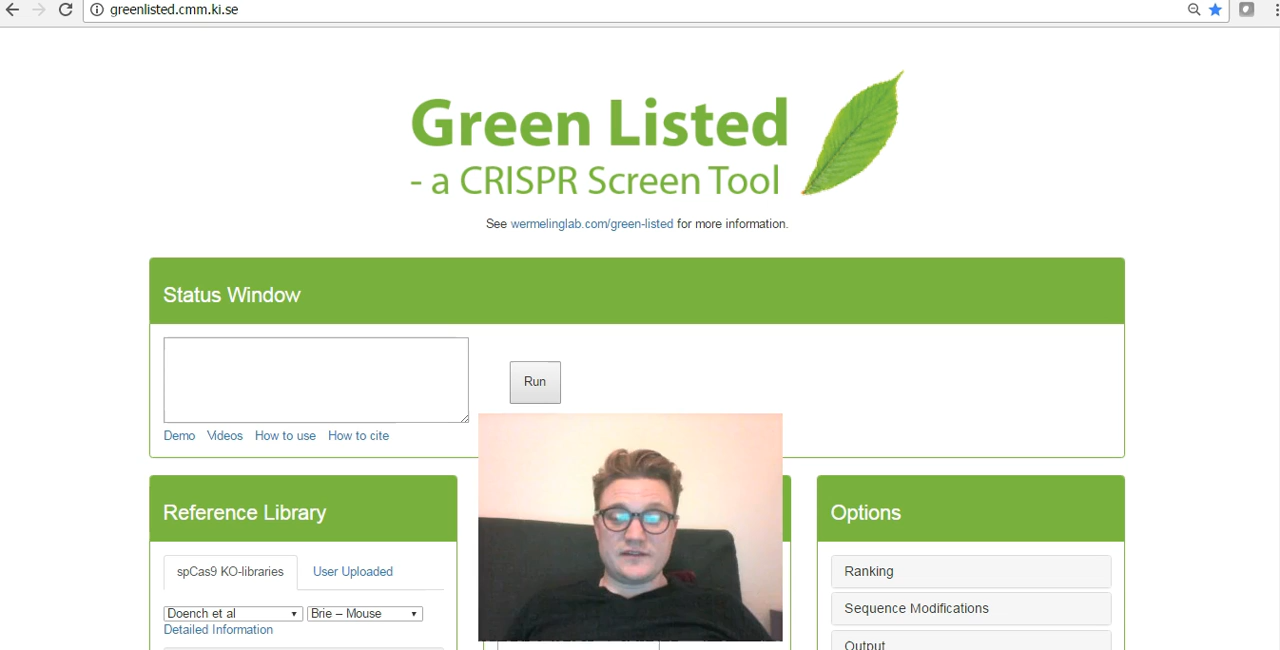 greenlisted.cmm.ki.se
Green Listed
- a CRISPR Screen Tool
See wermelinglab.com/green-listed for more information.
Status Window
Run
Demo Videos How to use How to cite
Reference Library
Options
spCas9 KO-libraries User Uploaded
Ranking
Doench et al Brie – Mouse
Sequence Modifications
Detailed Information
Output